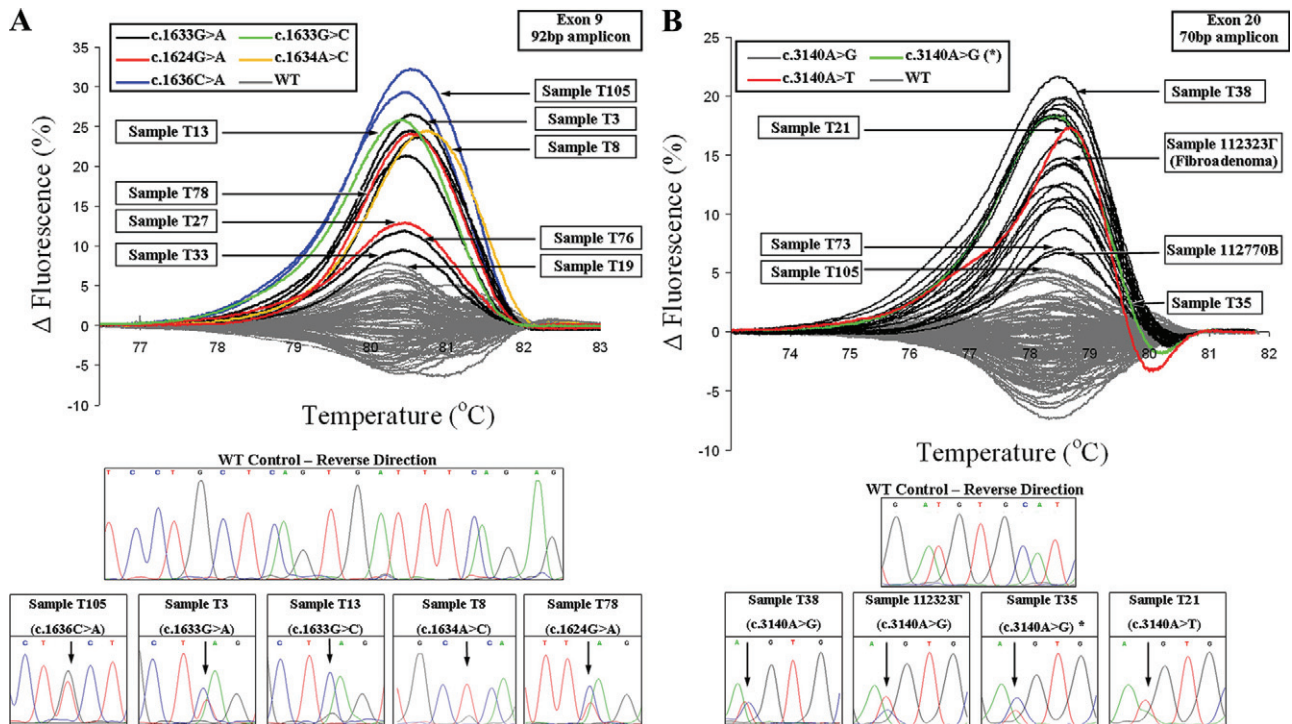 A
Exon 9
92bp amplicon
c.1633G>A c.1633G>C
c.1624G>A c.1634A>C
c.1636C>A WT
Sample T105
Sample T3
Sample T13
Sample T8
Sample T78
Sample T27
Sample T76
Sample T33
Sample T19
Δ Fluorescence (%)
35
30
25
20
15
10
5
0
-5
-10
77 78 79 80 81 82 83
Temperature (°C)
WT Control – Reverse Direction
T C C T G C T C A G T G A T T T C A G A G
Sample T105
(c.1636C>A)
C T C T
Sample T3
(c.1633G>A)
C T A G
Sample T13
(c.1633G>C)
C T A G
Sample T8
(c.1634A>C)
G C C A
Sample T78
(c.1624G>A)
T T A G
B
Exon 20
70bp amplicon
c.3140A>G c.3140A>G (*)
c.3140A>T WT
Sample T38
Sample T21
Sample 112323Γ
(Fibroadenoma)
Sample T73
Sample 112770B
Sample T105
Sample T35
Δ Fluorescence (%)
25
20
15
10
5
0
-5
-10
74 75 76 77 78 79 80 81 82
Temperature (°C)
WT Control – Reverse Direction
G A T G T G C A T
Sample T38
(c.3140A>G)
A G T G
Sample 112323Γ
(c.3140A>G)
A G T G
Sample T35
(c.3140A>G) *
A G T G
Sample T21
(c.3140A>T)
A G T G